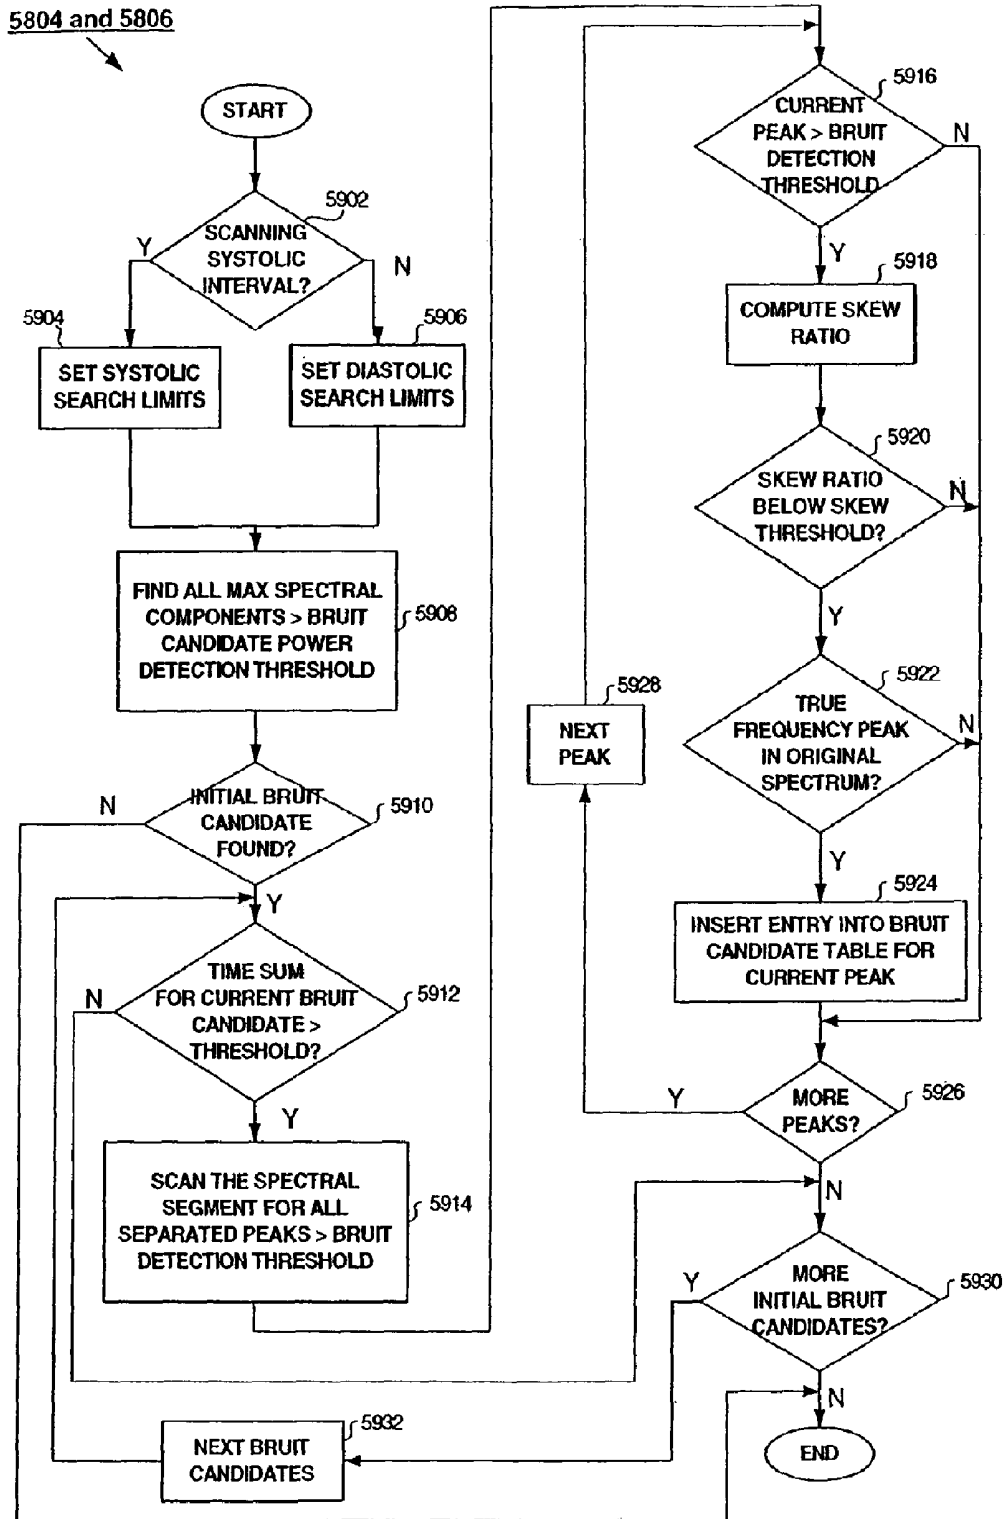 5804 and 5806
START
5902
SCANNING
SYSTOLIC
INTERVAL?
Y
N
5904
SET SYSTOLIC
SEARCH LIMITS
5906
SET DIASTOLIC
SEARCH LIMITS
FIND ALL MAX SPECTRAL
COMPONENTS > BRUIT
CANDIDATE POWER
DETECTION THRESHOLD
5908
INITIAL BRUIT
CANDIDATE
FOUND?
5910
N
Y
TIME SUM
FOR CURRENT BRUIT
CANDIDATE >
THRESHOLD?
5912
N
Y
SCAN THE SPECTRAL
SEGMENT FOR ALL
SEPARATED PEAKS > BRUIT
DETECTION THRESHOLD
5914
5916
CURRENT
PEAK > BRUIT
DETECTION
THRESHOLD
N
Y
5918
COMPUTE SKEW
RATIO
5920
SKEW RATIO
BELOW SKEW
THRESHOLD?
N
Y
5922
TRUE
FREQUENCY PEAK
IN ORIGINAL
SPECTRUM?
N
Y
5924
INSERT ENTRY INTO BRUIT
CANDIDATE TABLE FOR
CURRENT PEAK
5926
MORE
PEAKS?
Y
N
5928
NEXT
PEAK
5930
MORE
INITIAL BRUIT
CANDIDATES?
Y
N
5932
NEXT BRUIT
CANDIDATES
END